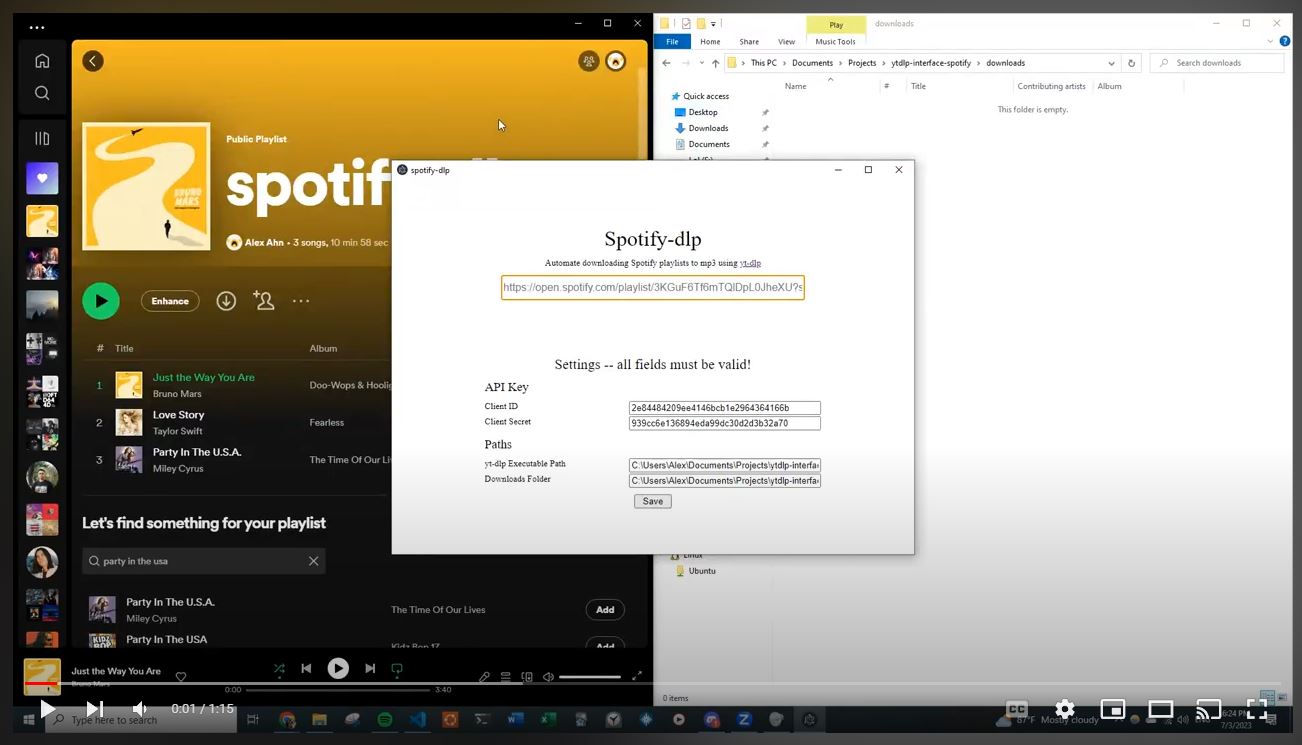 Public Playlist
spotif
Alex Ahn • 3 songs, 10 min 58 sec
Enhance
# Title Album
1 Just the Way You Are
Bruno Mars
Doo-Wops & Hoolig
2 Love Story
Taylor Swift
Fearless
3 Party In The U.S.A.
Miley Cyrus
The Time Of Our Li
Let's find something for your playlist
party in the usa
Party In The U.S.A.
Miley Cyrus
The Time Of Our Lives
Add
Party In The USA
Kidz Bop 17
Add
Just the Way You Are
Bruno Mars
0:00
3:40
BRUNO
MARS
Play
downloads
File Home Share View Music Tools
This PC > Documents > Projects > ytdlp-interface-spotify > downloads
Search downloads
Name # Title Contributing artists Album
This folder is empty.
Quick access
Desktop
Downloads
Documents
Linux
Ubuntu
0 items
spotify-dlp
Spotify-dlp
Automate downloading Spotify playlists to mp3 using yt-dlp
https://open.spotify.com/playlist/3KGuF6Tf6mTQlDpL0JheXU?s
Settings -- all fields must be valid!
API Key
Client ID 2e84484209ee4146bcb1e2964364166b
Client Secret 939cc6e136894eda99dc30d2d3b32a70
Paths
yt-dlp Executable Path C:\Users\Alex\Documents\Projects\ytdlp-interfa
Downloads Folder C:\Users\Alex\Documents\Projects\ytdlp-interfa
Save
0:01 / 1:15
Type here to search
CC
87°F Mostly cloudy
6:24 PM
7/3/2023